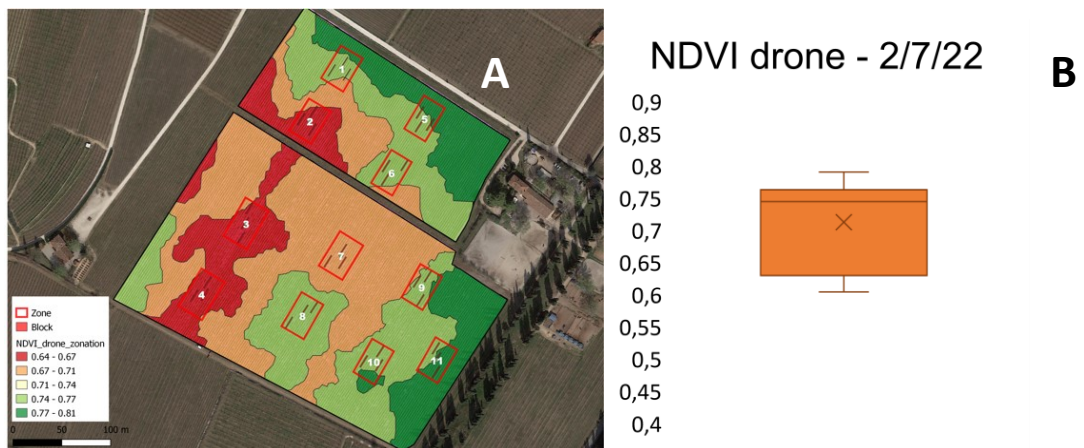 A
1
5
2
6
3
7
4
9
8
10
11
Zone
Block
NDVI_drone_zonation
0.64 - 0.67
0.67 - 0.71
0.71 - 0.74
0.74 - 0.77
0.77 - 0.81
0 50 100 m
NDVI drone - 2/7/22
B
0,9
0,85
0,8
0,75
0,7
0,65
0,6
0,55
0,5
0,45
0,4